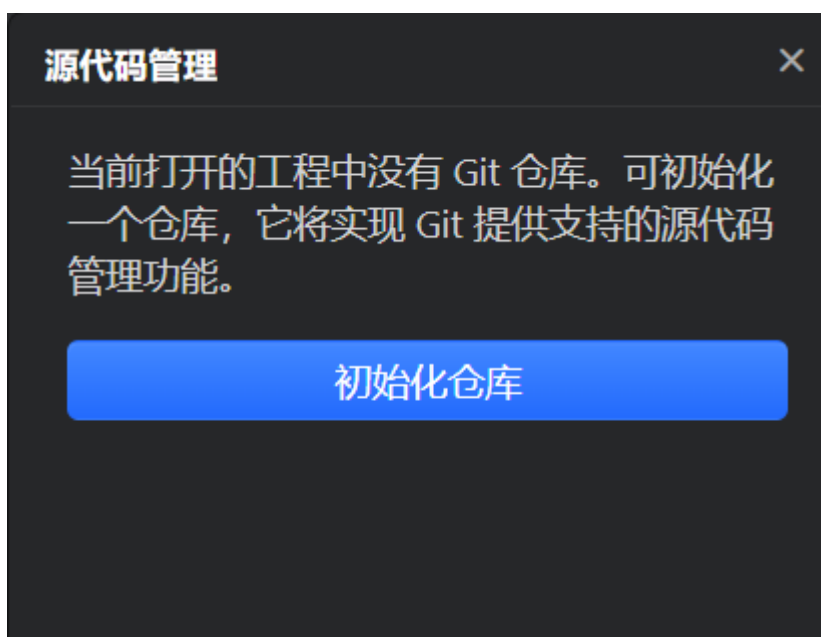 源代码管理
当前打开的工程中没有 Git 仓库。可初始化
一个仓库，它将实现 Git 提供支持的源代码
管理功能。
初始化仓库